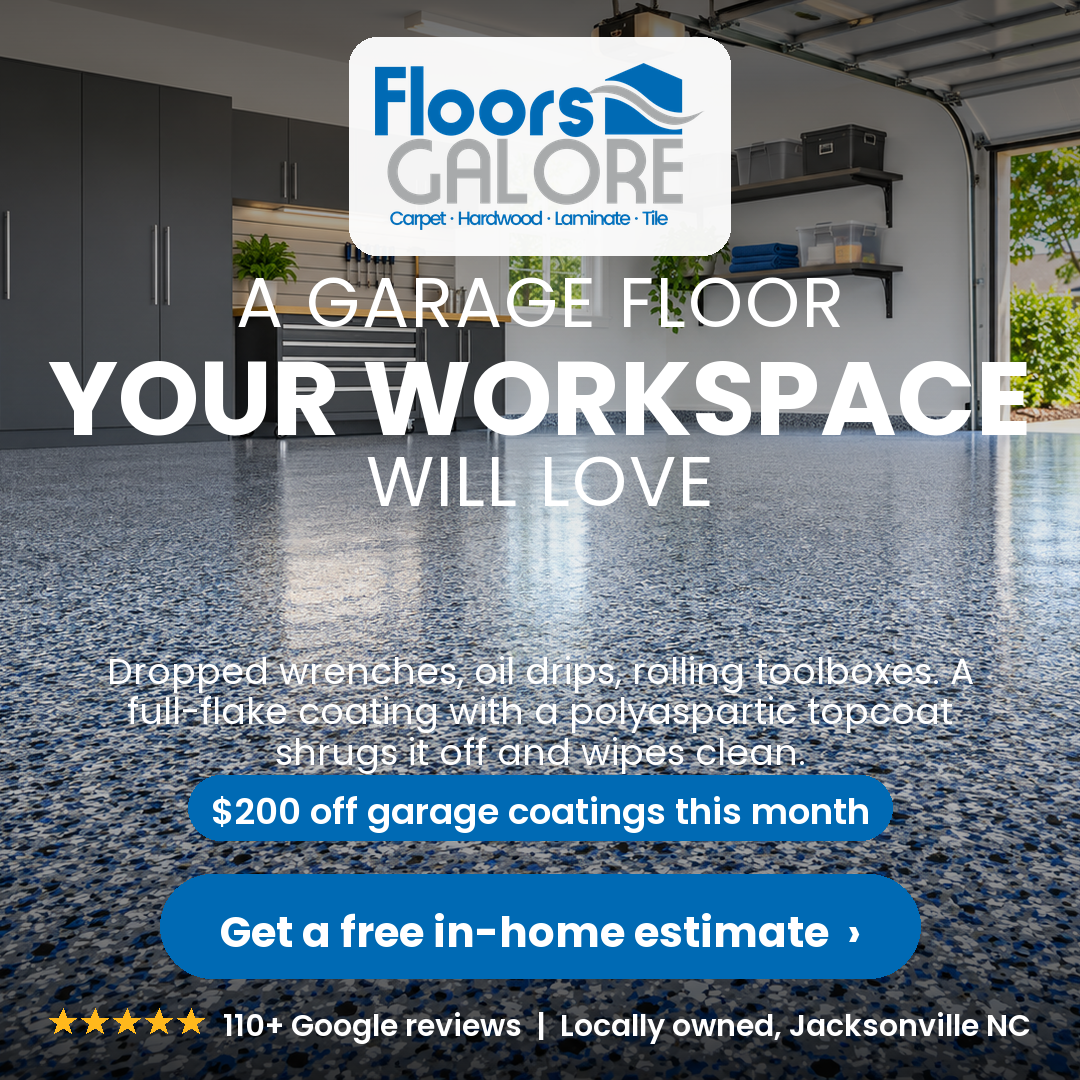 Floors
GALORE
Carpet · Hardwood · Laminate · Tile
A GARAGE FLOOR
YOUR WORKSPACE
WILL LOVE
Dropped wrenches, oil drips, rolling toolboxes. A
full-flake coating with a polyaspartic topcoat
shrugs it off and wipes clean.
$200 off garage coatings this month
Get a free in-home estimate ›
★★★★★ 110+ Google reviews | Locally owned, Jacksonville NC